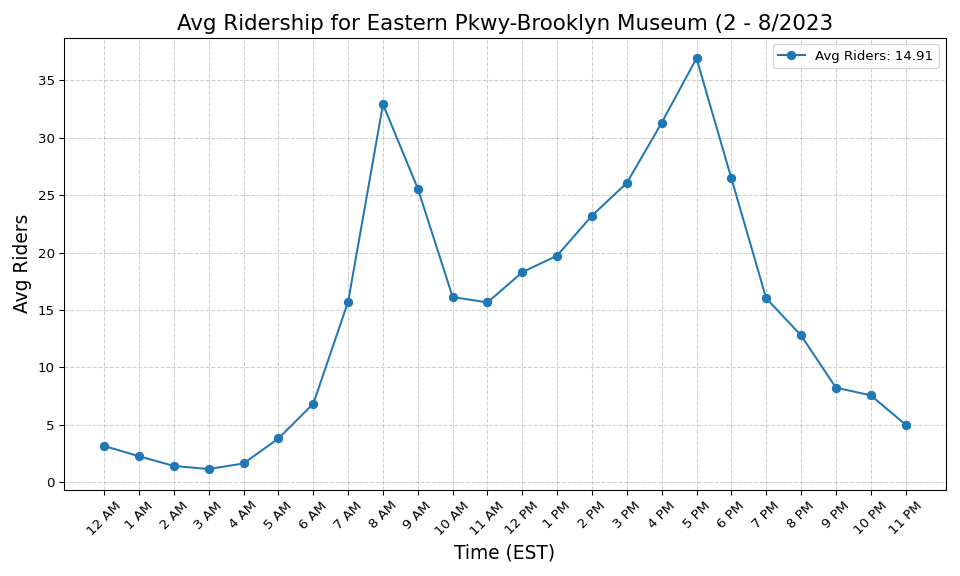 Avg Ridership for Eastern Pkwy-Brooklyn Museum (2 - 8/2023
Avg Riders: 14.91
Avg Riders
35
30
25
20
15
10
5
0
12 AM
1 AM
2 AM
3 AM
4 AM
5 AM
6 AM
7 AM
8 AM
9 AM
10 AM
11 AM
12 PM
1 PM
2 PM
3 PM
4 PM
5 PM
6 PM
7 PM
8 PM
9 PM
10 PM
11 PM
Time (EST)